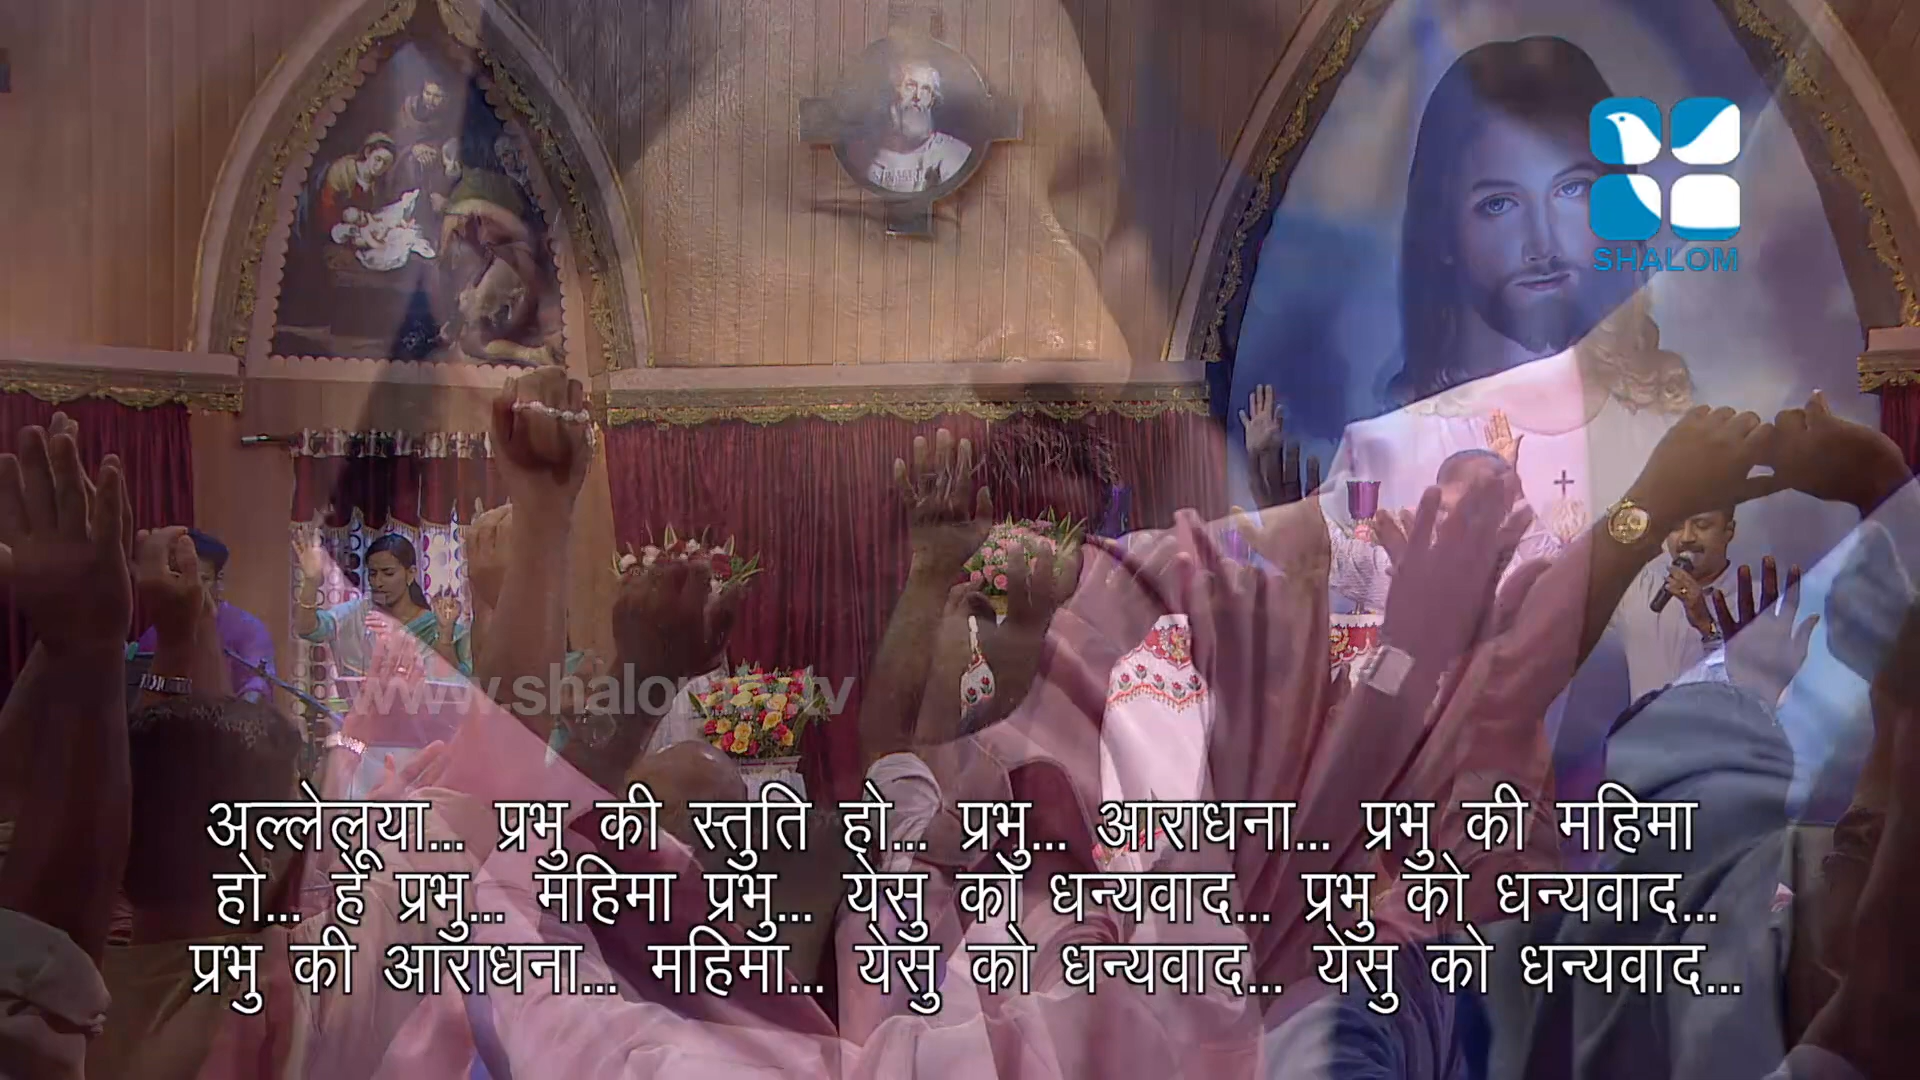 SHALOM
अल्लेलूया... प्रभु की स्तुति हो... प्रभु... आराधना... प्रभु की महिमा
हो... हे प्रभु... महिमा प्रभु... येसु को धन्यवाद... प्रभु को धन्यवाद...
प्रभु की आराधना... महिमा... येसु को धन्यवाद... येसु को धन्यवाद...